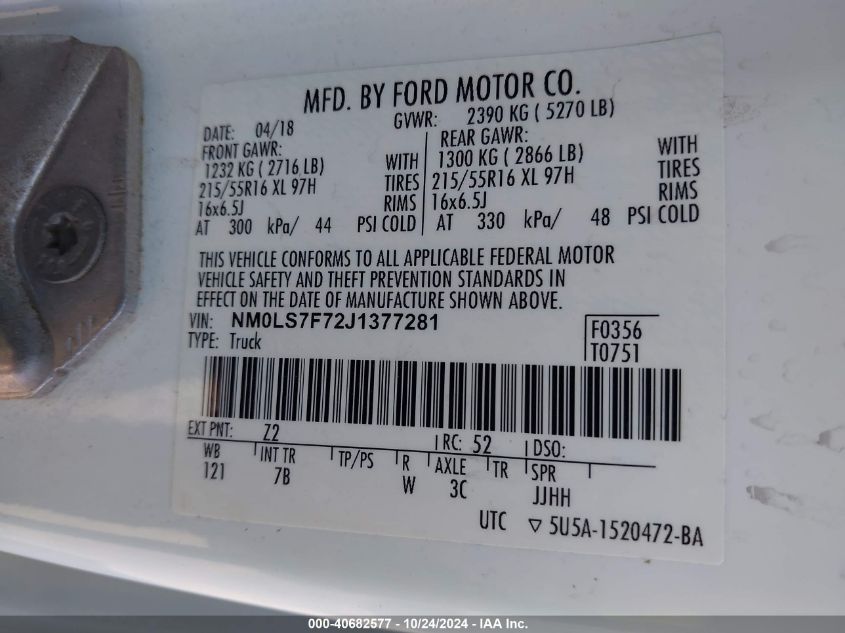 MFD. BY FORD MOTOR CO.
DATE: 04/18 GVWR: 2390 KG ( 5270 LB)
FRONT GAWR: REAR GAWR:
1232 KG ( 2716 LB) WITH 1300 KG ( 2866 LB) WITH
215/55R16 XL 97H TIRES 215/55R16 XL 97H TIRES
16x6.5J RIMS 16x6.5J RIMS
AT 300 kPa/ 44 PSI COLD AT 330 kPa/ 48 PSI COLD
THIS VEHICLE CONFORMS TO ALL APPLICABLE FEDERAL MOTOR
VEHICLE SAFETY AND THEFT PREVENTION STANDARDS IN
EFFECT ON THE DATE OF MANUFACTURE SHOWN ABOVE.
VIN: NM0LS7F72J1377281 F0356
TYPE: Truck T0751
EXT PNT: Z2 RC: 52 DSO:
WB INT TR TP/PS R AXLE TR SPR
121 7B W 3C JJHH
UTC ▽ 5U5A-1520472-BA
000-40682577 - 10/24/2024 - IAA Inc.